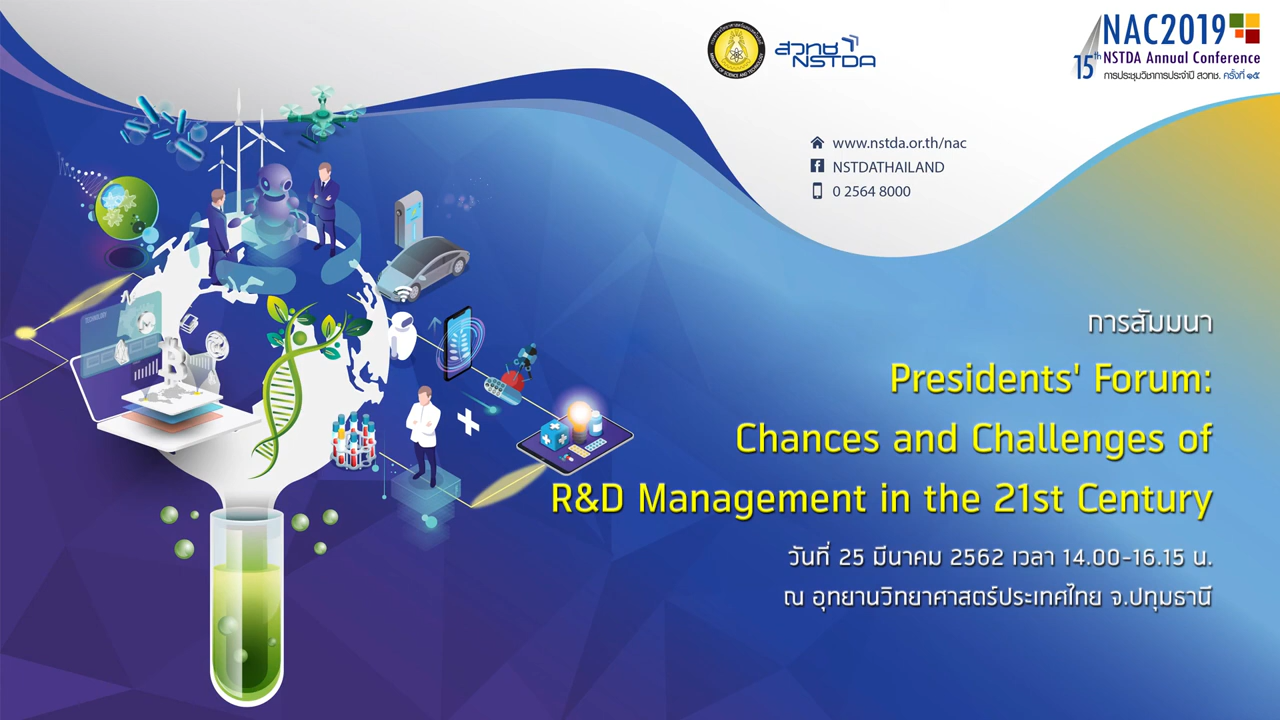 สวทช
NSTDA
NAC2019
15th NSTDA Annual Conference
การประชุมวิชาการประจำปี สวทช. ครั้งที่ ๑๕
www.nstda.or.th/nac
NSTDATHAILAND
0 2564 8000
การสัมมนา
Presidents' Forum:
Chances and Challenges of
R&D Management in the 21st Century
วันที่ 25 มีนาคม 2562 เวลา 14.00-16.15 น.
ณ อุทยานวิทยาศาสตร์ประเทศไทย จ.ปทุมธานี
TECHNOLOGY